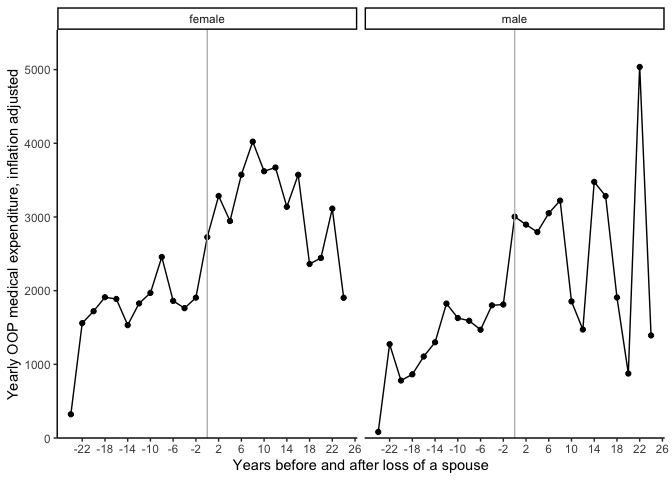 female male
Yearly OOP medical expenditure, inflation adjusted
5000
4000
3000
2000
1000
0
-22 -18 -14 -10 -6 -2 2 6 10 14 18 22 26 -22 -18 -14 -10 -6 -2 2 6 10 14 18 22 26
Years before and after loss of a spouse